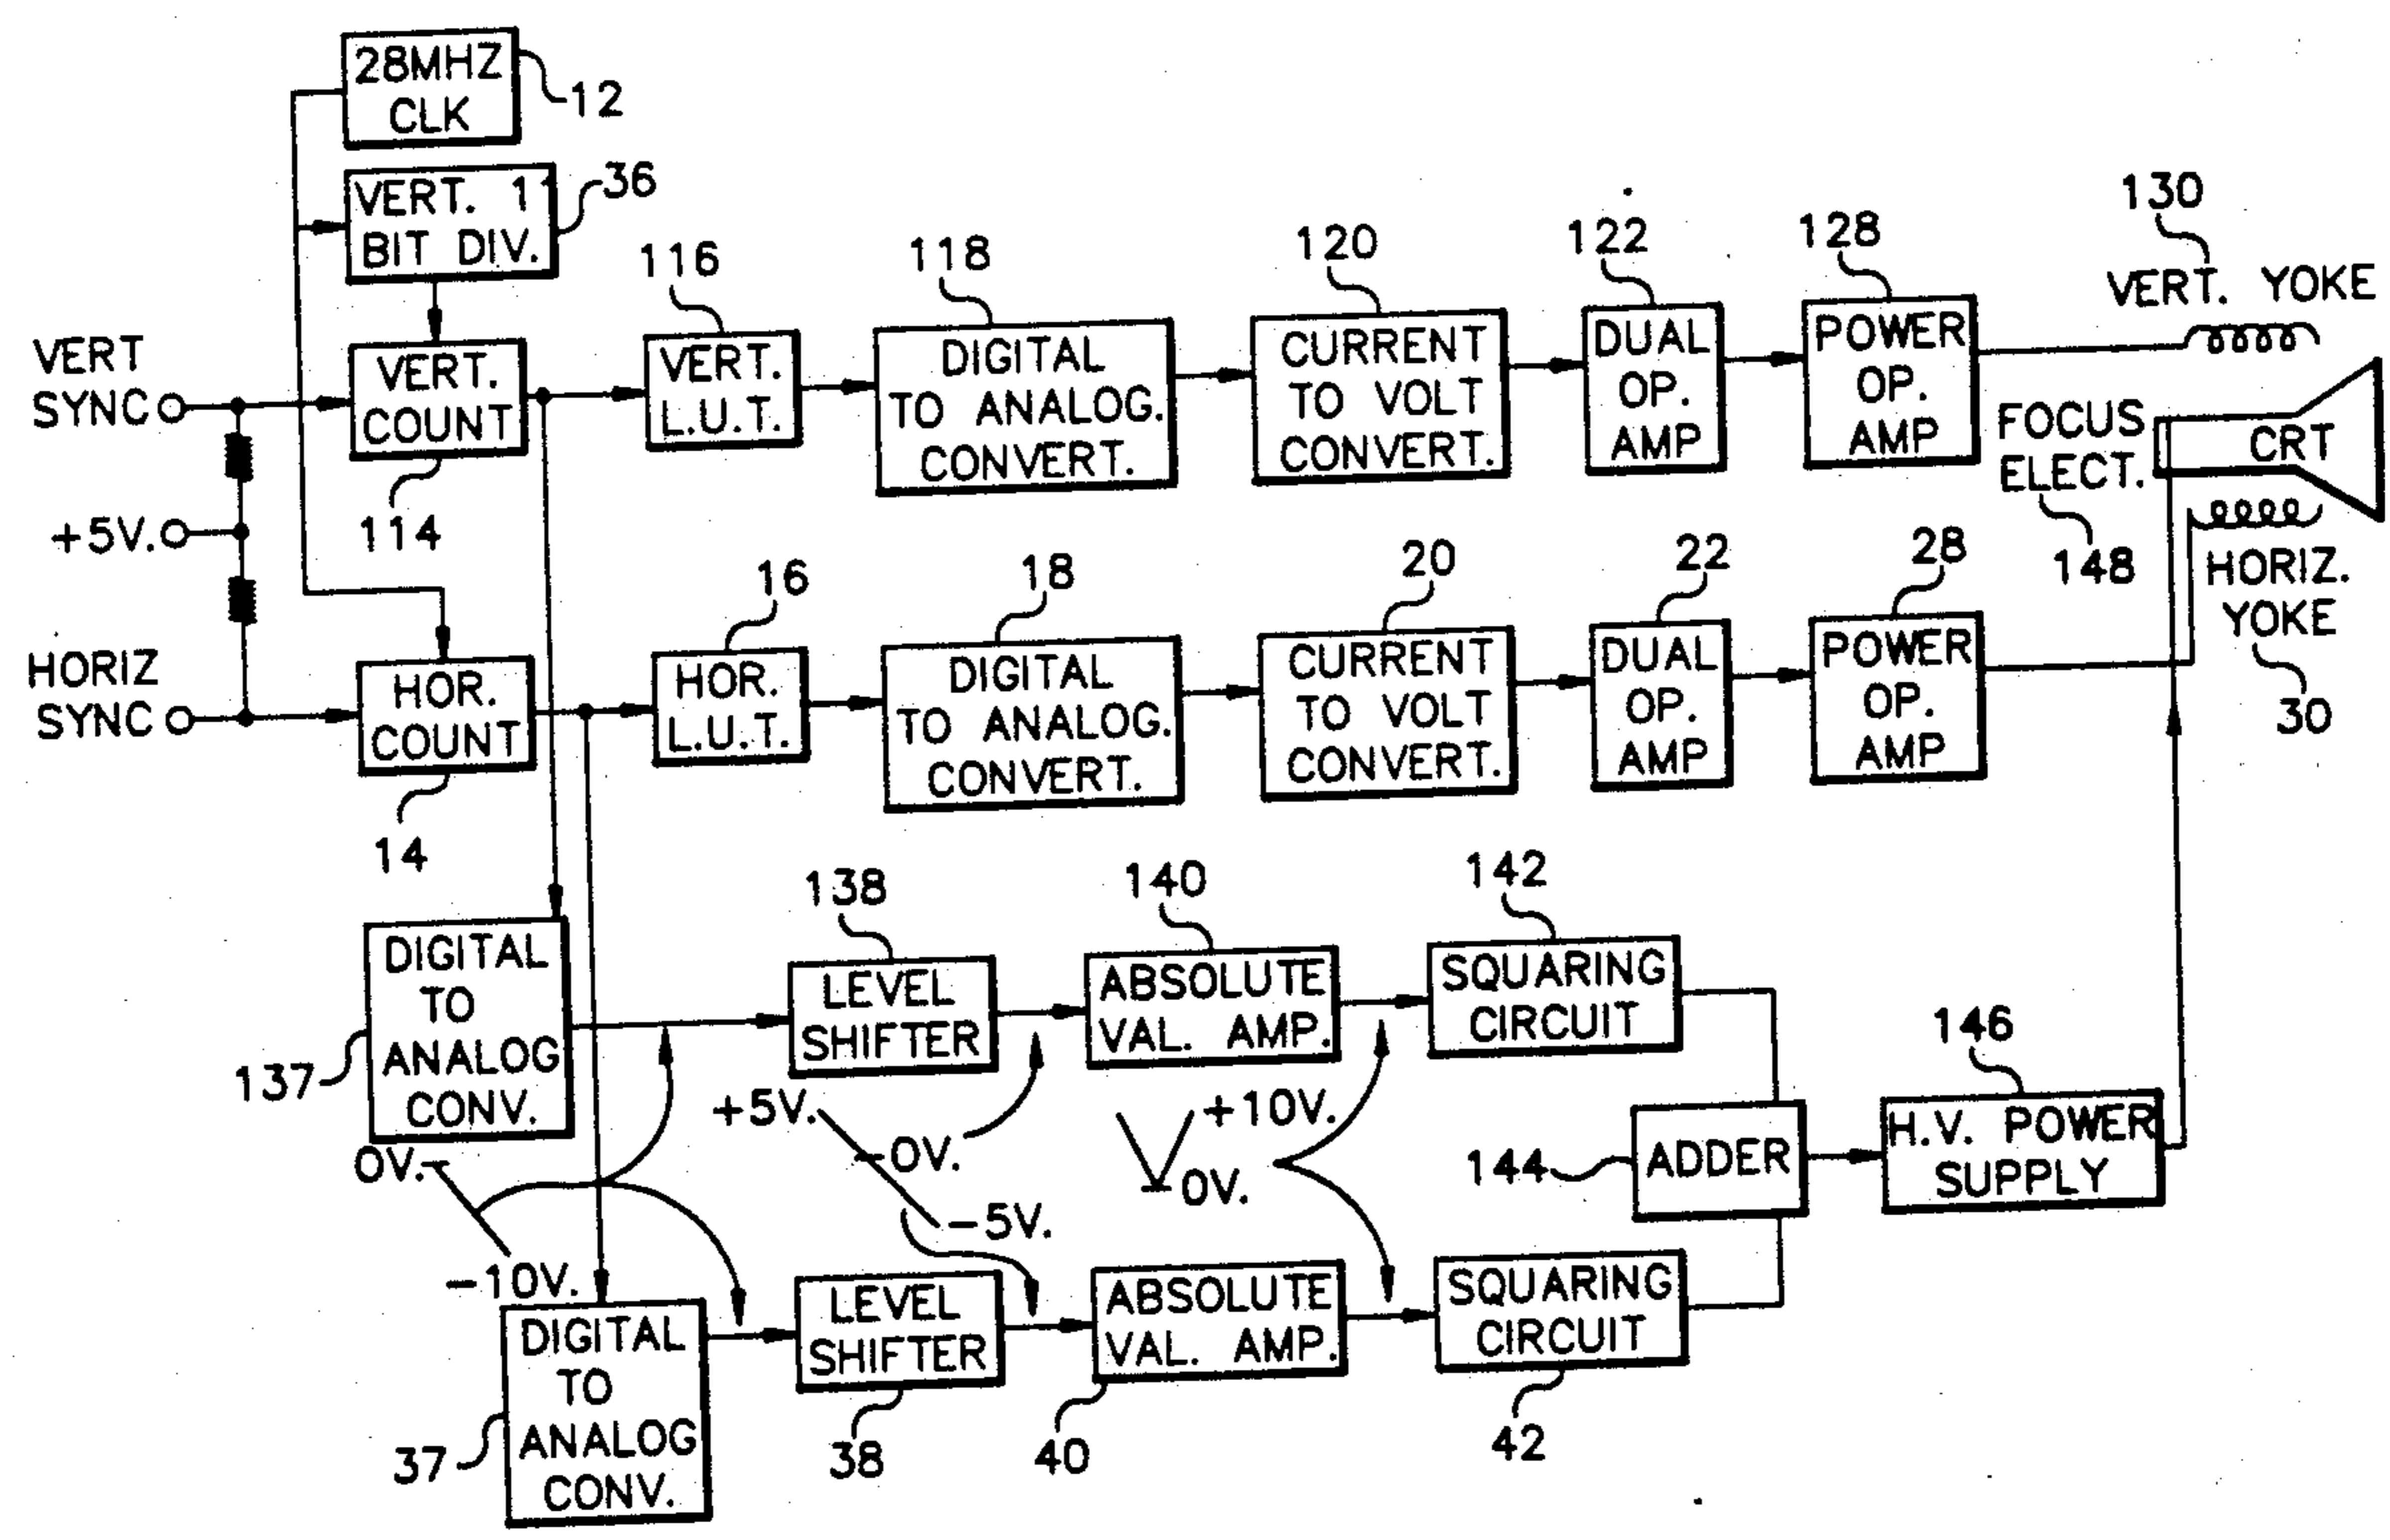 28MHZ
CLK
12
VERT. 11
BIT DIV.
36
VERT
SYNC
VERT.
COUNT
114
116
VERT.
L.U.T.
118
DIGITAL
TO ANALOG.
CONVERT.
120
CURRENT
TO VOLT
CONVERT.
122
DUAL
OP.
AMP
128
POWER
OP.
AMP
130
VERT. YOKE
FOCUS
ELECT.
148
CRT
HORIZ.
YOKE
30
+5V.
HORIZ
SYNC
HOR.
COUNT
14
16
HOR.
L.U.T.
18
DIGITAL
TO ANALOG.
CONVERT.
20
CURRENT
TO VOLT
CONVERT.
22
DUAL
OP.
AMP
28
POWER
OP.
AMP
DIGITAL
TO
ANALOG
CONV.
137
138
LEVEL
SHIFTER
140
ABSOLUTE
VAL. AMP.
142
SQUARING
CIRCUIT
0V.
-10V.
+5V.
-0V.
-5V.
+10V.
0V.
144
ADDER
146
H.V. POWER
SUPPLY
DIGITAL
TO
ANALOG
CONV.
37
LEVEL
SHIFTER
38
ABSOLUTE
VAL. AMP.
40
SQUARING
CIRCUIT
42